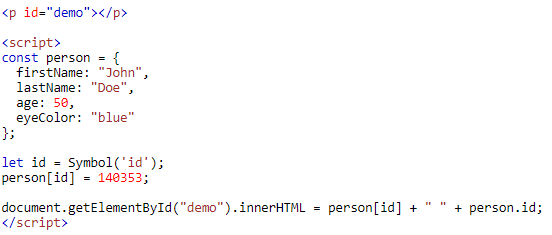 <p id="demo"></p>
<script>
const person = {
firstName: "John",
lastName: "Doe",
age: 50,
eyeColor: "blue"
};
let id = Symbol('id');
person[id] = 140353;
document.getElementById("demo").innerHTML = person[id] + " " + person.id;
</script>